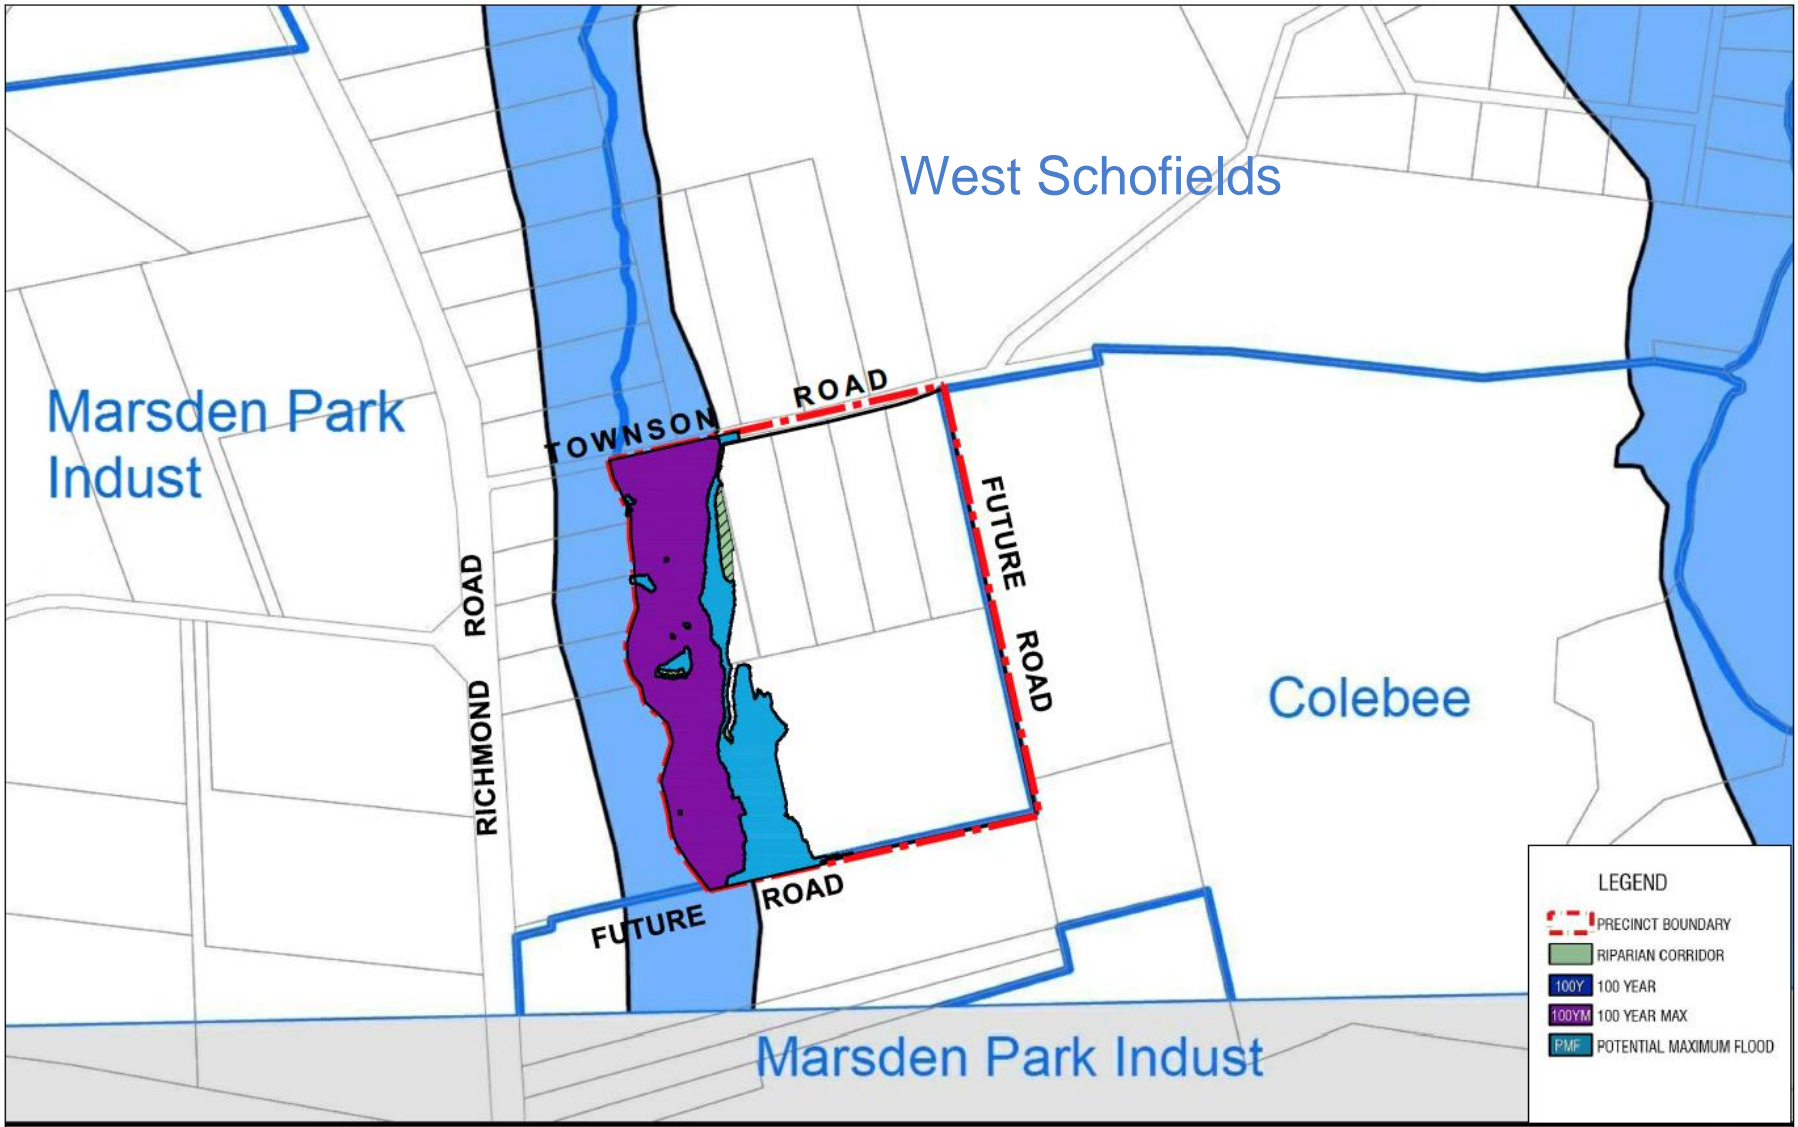 West Schofields
Marsden Park
Indust
TOWNSON ROAD
FUTURE ROAD
RICHMOND ROAD
Colebee
FUTURE ROAD
Marsden Park Indust
LEGEND
PRECINCT BOUNDARY
RIPARIAN CORRIDOR
100Y 100 YEAR
100YM 100 YEAR MAX
PMF POTENTIAL MAXIMUM FLOOD